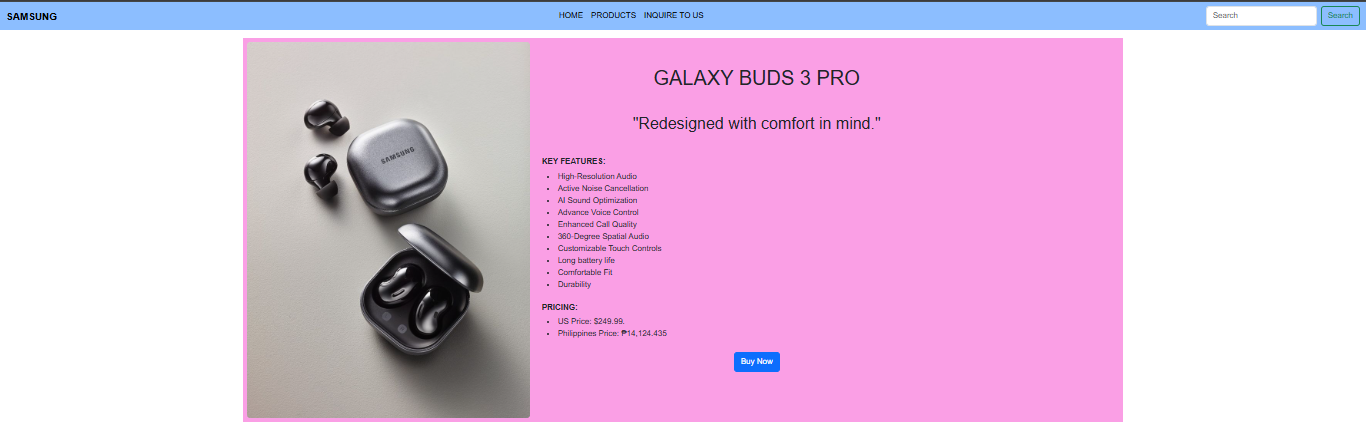 SAMSUNG
HOME PRODUCTS INQUIRE TO US
Search
Search
SAMSUNG
GALAXY BUDS 3 PRO
"Redesigned with comfort in mind."
KEY FEATURES:
• High-Resolution Audio
• Active Noise Cancellation
• AI Sound Optimization
• Advance Voice Control
• Enhanced Call Quality
• 360-Degree Spatial Audio
• Customizable Touch Controls
• Long battery life
• Comfortable Fit
• Durability
PRICING:
• US Price: $249.99.
• Philippines Price: ₱14,124.435
Buy Now